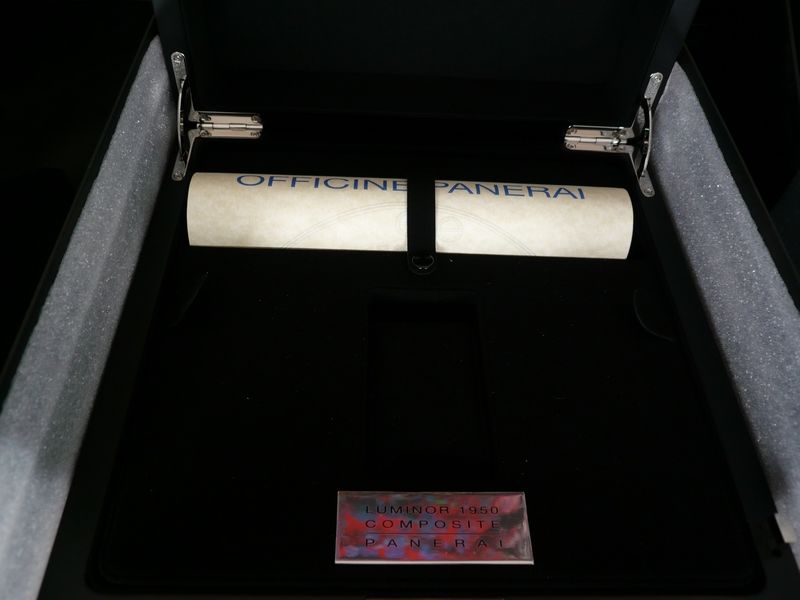 OFFICINE PANERAI
LUMINOR 1950
COMPOSITE
PANERAI